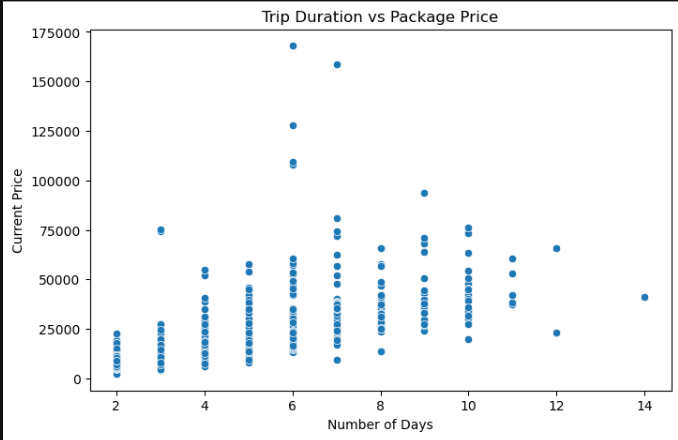 Trip Duration vs Package Price
175000
150000
125000
100000
75000
50000
25000
0
Current Price
2 4 6 8 10 12 14
Number of Days